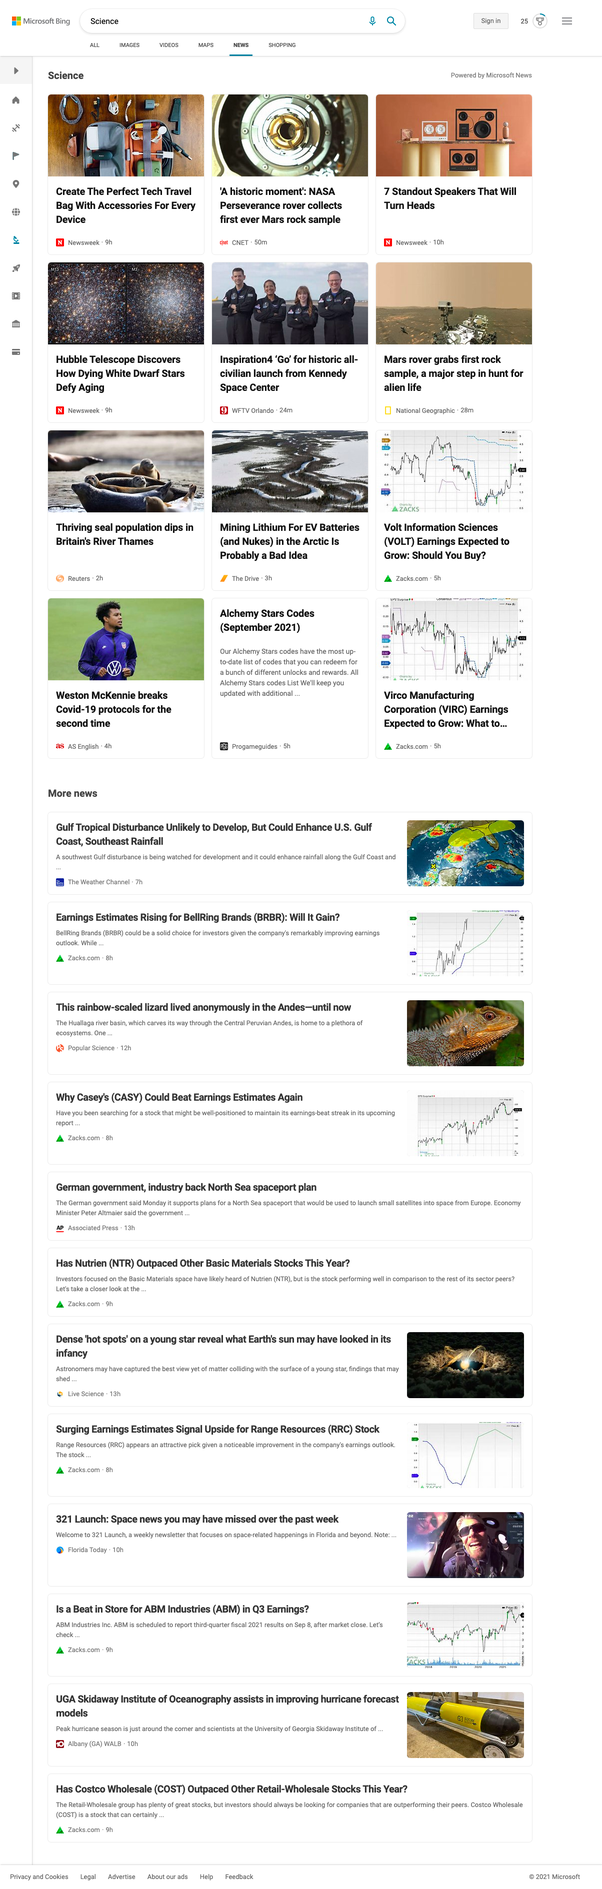 Microsoft Bing
Science
Sign in
25
ALL IMAGES VIDEOS MAPS NEWS SHOPPING
Science
Powered by Microsoft News
Create The Perfect Tech Travel
Bag With Accessories For Every
Device
Newsweek · 9h
'A historic moment': NASA
Perseverance rover collects
first ever Mars rock sample
CNET · 50m
7 Standout Speakers That Will
Turn Heads
Newsweek · 10h
Hubble Telescope Discovers
How Dying White Dwarf Stars
Defy Aging
Newsweek · 9h
Inspiration4 'Go' for historic all-
civilian launch from Kennedy
Space Center
WFTV Orlando · 24m
Mars rover grabs first rock
sample, a major step in hunt for
alien life
National Geographic · 28m
Thriving seal population dips in
Britain's River Thames
Reuters · 2h
Mining Lithium For EV Batteries
(and Nukes) in the Arctic Is
Probably a Bad Idea
The Drive · 3h
ZACKS
Volt Information Sciences
(VOLT) Earnings Expected to
Grow: Should You Buy?
Zacks.com · 5h
Weston McKennie breaks
Covid-19 protocols for the
second time
as AS English · 4h
Alchemy Stars Codes
(September 2021)
Our Alchemy Stars codes have the most up-
to-date list of codes that you can redeem for
a bunch of different unlocks and rewards. All
Alchemy Stars codes List We'll keep you
updated with additional ...
Progameguides · 5h
Virco Manufacturing
Corporation (VIRC) Earnings
Expected to Grow: What to...
Zacks.com · 5h
More news
Gulf Tropical Disturbance Unlikely to Develop, But Could Enhance U.S. Gulf
Coast, Southeast Rainfall
A southwest Gulf disturbance is being watched for development and it could enhance rainfall along the Gulf Coast and
...
The Weather Channel · 7h
Earnings Estimates Rising for BellRing Brands (BRBR): Will It Gain?
BellRing Brands (BRBR) could be a solid choice for investors given the company's remarkably improving earnings
outlook. While ...
Zacks.com · 8h
This rainbow-scaled lizard lived anonymously in the Andes—until now
The Huallaga river basin, which carves its way through the Central Peruvian Andes, is home to a plethora of
ecosystems. One ...
Popular Science · 12h
Why Casey's (CASY) Could Beat Earnings Estimates Again
Have you been searching for a stock that might be well-positioned to maintain its earnings-beat streak in its upcoming
report ...
Zacks.com · 8h
German government, industry back North Sea spaceport plan
The German government said Monday it supports plans for a North Sea spaceport that would be used to launch small satellites into space from Europe. Economy
Minister Peter Altmaier said the government ...
AP Associated Press · 13h
Has Nutrien (NTR) Outpaced Other Basic Materials Stocks This Year?
Investors focused on the Basic Materials space have likely heard of Nutrien (NTR), but is the stock performing well in comparison to the rest of its sector peers?
Let's take a closer look at the ...
Zacks.com · 9h
Dense 'hot spots' on a young star reveal what Earth's sun may have looked in its
infancy
Astronomers may have captured the best view yet of matter colliding with the surface of a young star, findings that may
shed ...
Live Science · 13h
Surging Earnings Estimates Signal Upside for Range Resources (RRC) Stock
Range Resources (RRC) appears an attractive pick given a noticeable improvement in the company's earnings outlook.
The stock ...
Zacks.com · 8h
321 Launch: Space news you may have missed over the past week
Welcome to 321 Launch, a weekly newsletter that focuses on space-related happenings in Florida and beyond. Note: ...
Florida Today · 10h
Is a Beat in Store for ABM Industries (ABM) in Q3 Earnings?
ABM Industries Inc. ABM is scheduled to report third-quarter fiscal 2021 results on Sep 8, after market close. Let's
check ...
Zacks.com · 9h
ZACKS
UGA Skidaway Institute of Oceanography assists in improving hurricane forecast
models
Peak hurricane season is just around the corner and scientists at the University of Georgia Skidaway Institute of ...
Albany (GA) WALB · 10h
Has Costco Wholesale (COST) Outpaced Other Retail-Wholesale Stocks This Year?
The Retail-Wholesale group has plenty of great stocks, but investors should always be looking for companies that are outperforming their peers. Costco Wholesale
(COST) is a stock that can certainly ...
Zacks.com · 9h
Privacy and Cookies Legal Advertise About our ads Help Feedback
© 2021 Microsoft